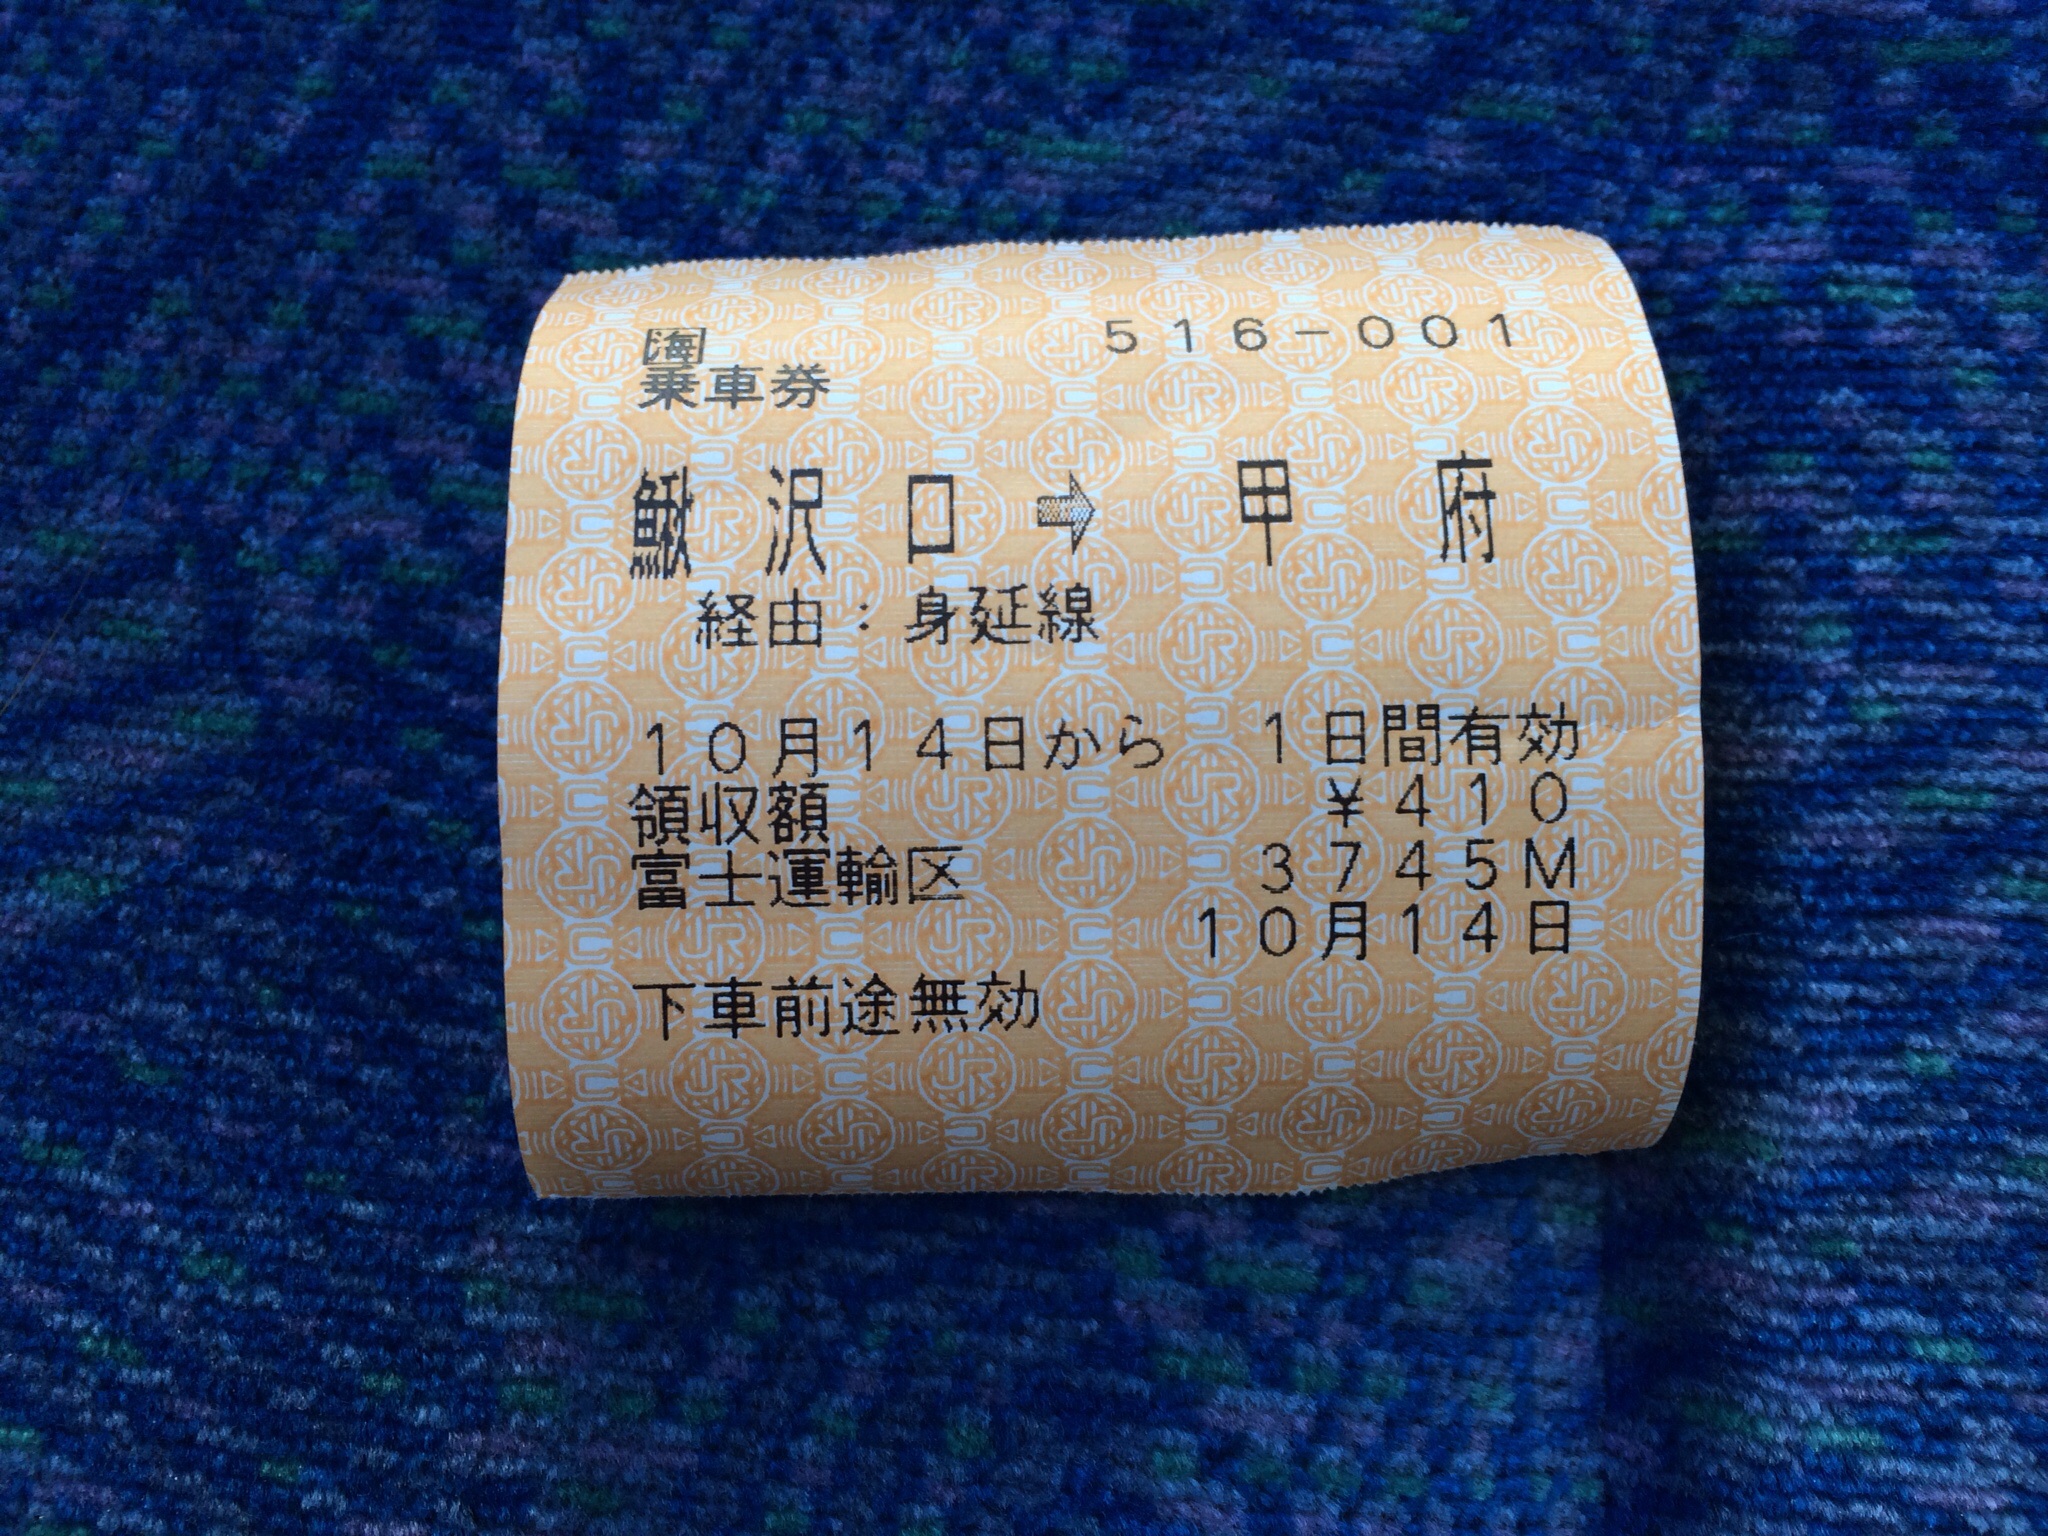 海 516-001
乗車券
鰍沢口➡甲府
経由：身延線
10月14日から 1日間有効
領収額 ¥410
富士運輸区 3745M
10月14日
下車前途無効